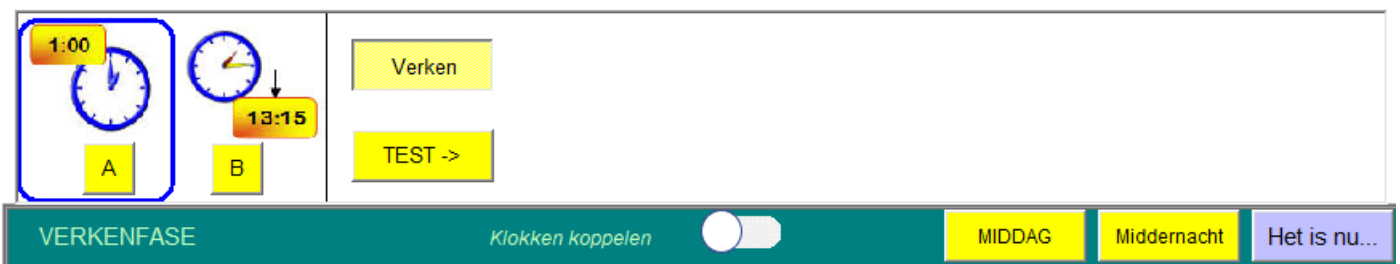 1:00
13:15
A
B
Verken
TEST ->
VERKENFASE
Klokken koppelen
MIDDAG
Middernacht
Het is nu...